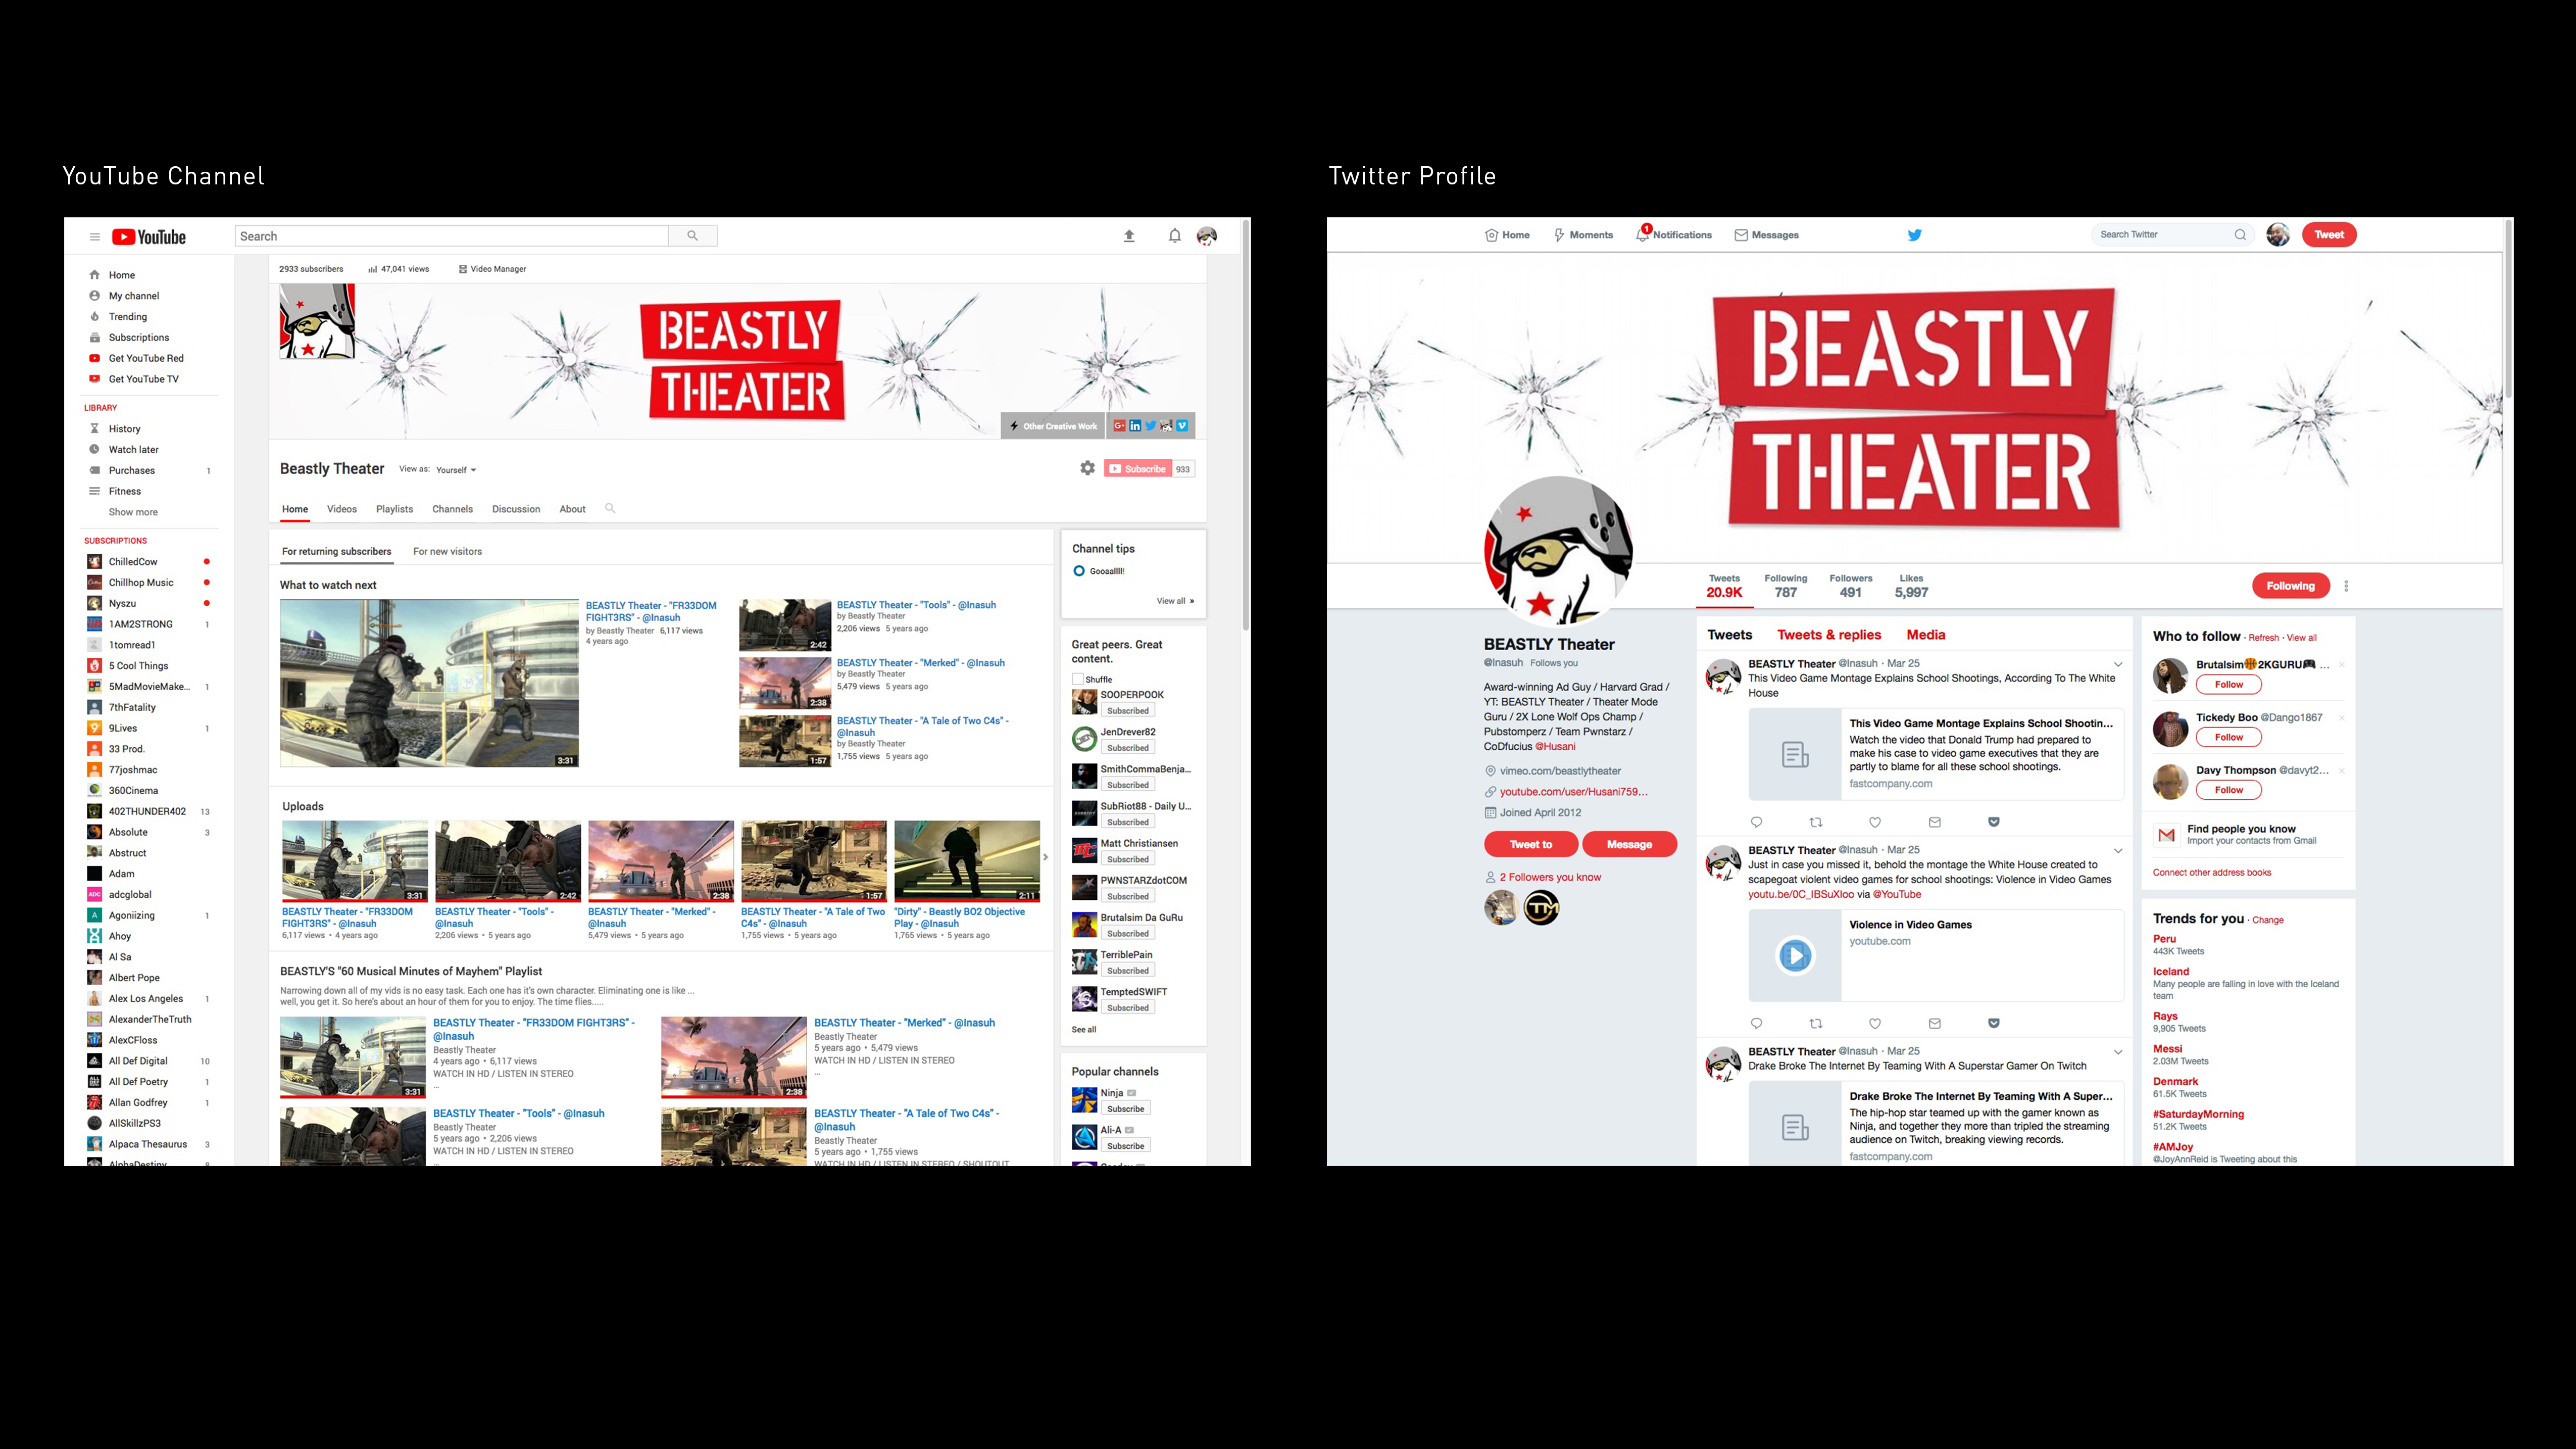 YouTube Channel
Twitter Profile
YouTube
Search
Home
My channel
Trending
Subscriptions
Get YouTube Red
Get YouTube TV
LIBRARY
History
Watch later
Purchases 1
Fitness
Show more
SUBSCRIPTIONS
ChilledCow
Chillhop Music
Nyszu
1AM2STRONG 1
1tomread1
5 Cool Things
5MadMovieMake... 1
7thFatality
9Lives 1
33 Prod.
77joshmac
360Cinema
402THUNDER402 13
Absolute 3
Abstruct
Adam
adcglobal
Agoniizing 1
Ahoy
Al Sa
Albert Pope
Alex Los Angeles 1
AlexanderTheTruth
AlexCFloss
All Def Digital 10
All Def Poetry 1
Allan Godfrey 1
AllSkillzPS3
Alpaca Thesaurus 3
AlphaDestiny
2933 subscribers 47,041 views Video Manager
BEASTLY
THEATER
Other Creative Work
Beastly Theater View as: Yourself
Subscribe 933
Home Videos Playlists Channels Discussion About
For returning subscribers For new visitors
What to watch next
3:31
BEASTLY Theater - "FR33DOM
FIGHT3RS" - @Inasuh
by Beastly Theater 6,117 views
4 years ago
2:42
BEASTLY Theater - "Tools" - @Inasuh
by Beastly Theater
2,206 views 5 years ago
2:38
BEASTLY Theater - "Merked" - @Inasuh
by Beastly Theater
5,479 views 5 years ago
1:57
BEASTLY Theater - "A Tale of Two C4s" -
@Inasuh
by Beastly Theater
1,755 views 5 years ago
Uploads
3:31
BEASTLY Theater - "FR33DOM
FIGHT3RS" - @Inasuh
6,117 views • 4 years ago
2:42
BEASTLY Theater - "Tools" -
@Inasuh
2,206 views • 5 years ago
2:38
BEASTLY Theater - "Merked" -
@Inasuh
5,479 views • 5 years ago
1:57
BEASTLY Theater - "A Tale of Two
C4s" - @Inasuh
1,755 views • 5 years ago
2:11
"Dirty" - Beastly BO2 Objective
Play - @Inasuh
1,765 views • 5 years ago
BEASTLY'S "60 Musical Minutes of Mayhem" Playlist
Narrowing down all of my vids is no easy task. Each one has it's own character. Eliminating one is like ...
well, you get it. So here's about an hour of them for you to enjoy. The time flies.....
3:31
BEASTLY Theater - "FR33DOM FIGHT3RS" -
@Inasuh
Beastly Theater
4 years ago • 6,117 views
WATCH IN HD / LISTEN IN STEREO
...
2:38
BEASTLY Theater - "Merked" - @Inasuh
Beastly Theater
5 years ago • 5,479 views
WATCH IN HD / LISTEN IN STEREO
...
BEASTLY Theater - "Tools" - @Inasuh
Beastly Theater
5 years ago • 2,206 views
WATCH IN HD / LISTEN IN STEREO
BEASTLY Theater - "A Tale of Two C4s" -
@Inasuh
Beastly Theater
5 years ago • 1,755 views
WATCH IN HD / LISTEN IN STEREO / SHOUTOUT
Channel tips
Gooaallll!
View all »
Great peers. Great
content.
Shuffle
SOOPERPOOK
Subscribed
JenDrever82
Subscribed
SmithCommaBenja...
Subscribed
SubRiot88 - Daily U...
Subscribed
Matt Christiansen
Subscribed
PWNSTARZdotCOM
Subscribed
Brutalsim Da GuRu
Subscribed
TerriblePain
Subscribed
TemptedSWIFT
Subscribed
See all
Popular channels
Ninja
Subscribe
Ali-A
Subscribe
Home Moments 1 Notifications Messages
Search Twitter
Tweet
BEASTLY
THEATER
Tweets Following Followers Likes
20.9K 787 491 5,997
Following
BEASTLY Theater
@Inasuh Follows you
Award-winning Ad Guy / Harvard Grad /
YT: BEASTLY Theater / Theater Mode
Guru / 2X Lone Wolf Ops Champ /
Pubstomperz / Team Pwnstarz /
CoDfucius @Husani
vimeo.com/beastlytheater
youtube.com/user/Husani759...
Joined April 2012
Tweet to Message
2 Followers you know
TM
Tweets Tweets & replies Media
BEASTLY Theater @Inasuh · Mar 25
This Video Game Montage Explains School Shootings, According To The White
House
This Video Game Montage Explains School Shootin...
Watch the video that Donald Trump had prepared to
make his case to video game executives that they are
partly to blame for all these school shootings.
fastcompany.com
BEASTLY Theater @Inasuh · Mar 25
Just in case you missed it, behold the montage the White House created to
scapegoat violent video games for school shootings: Violence in Video Games
youtu.be/0C_IBSuXIoo via @YouTube
Violence in Video Games
youtube.com
BEASTLY Theater @Inasuh · Mar 25
Drake Broke The Internet By Teaming With A Superstar Gamer On Twitch
Drake Broke The Internet By Teaming With A Super...
The hip-hop star teamed up with the gamer known as
Ninja, and together they more than tripled the streaming
audience on Twitch, breaking viewing records.
fastcompany.com
Who to follow · Refresh · View all
Brutalsim 2KGURU ...
Follow
Tickedy Boo @Dango1867
Follow
Davy Thompson @davyt2...
Follow
Find people you know
Import your contacts from Gmail
Connect other address books
Trends for you · Change
Peru
443K Tweets
Iceland
Many people are falling in love with the Iceland
team
Rays
9,905 Tweets
Messi
2.03M Tweets
Denmark
61.5K Tweets
#SaturdayMorning
51.2K Tweets
#AMJoy
@JoyAnnReid is Tweeting about this